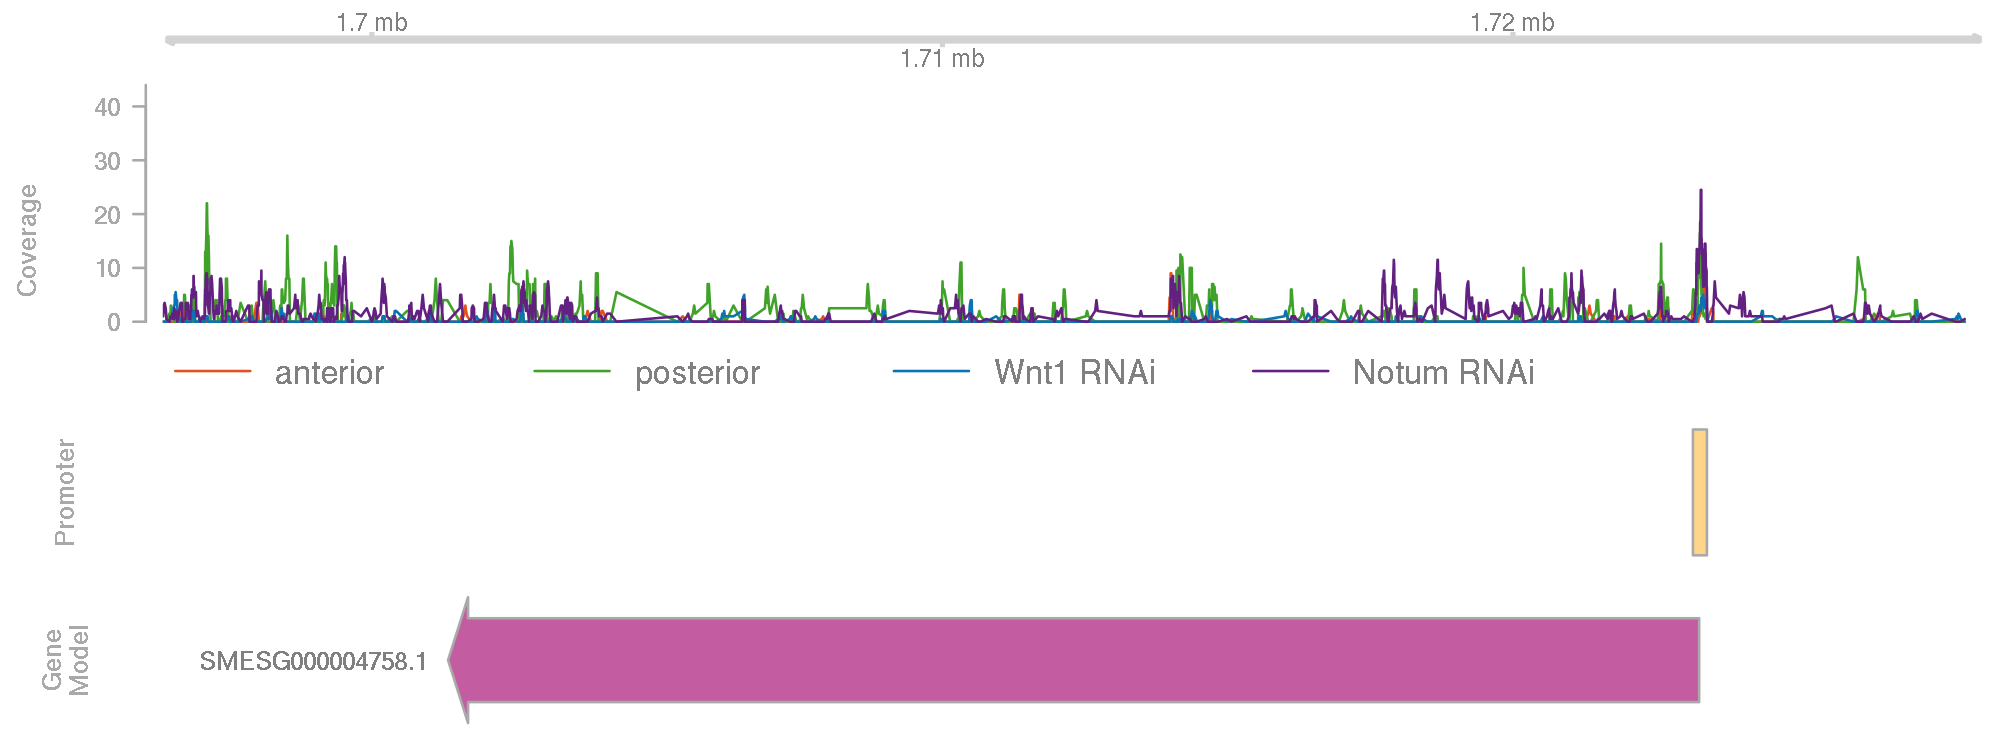 1.7 mb
1.72 mb
1.71 mb
Coverage
40
30
20
10
0
anterior
posterior
Wnt1 RNAi
Notum RNAi
Promoter
Gene
Model
SMESG000004758.1